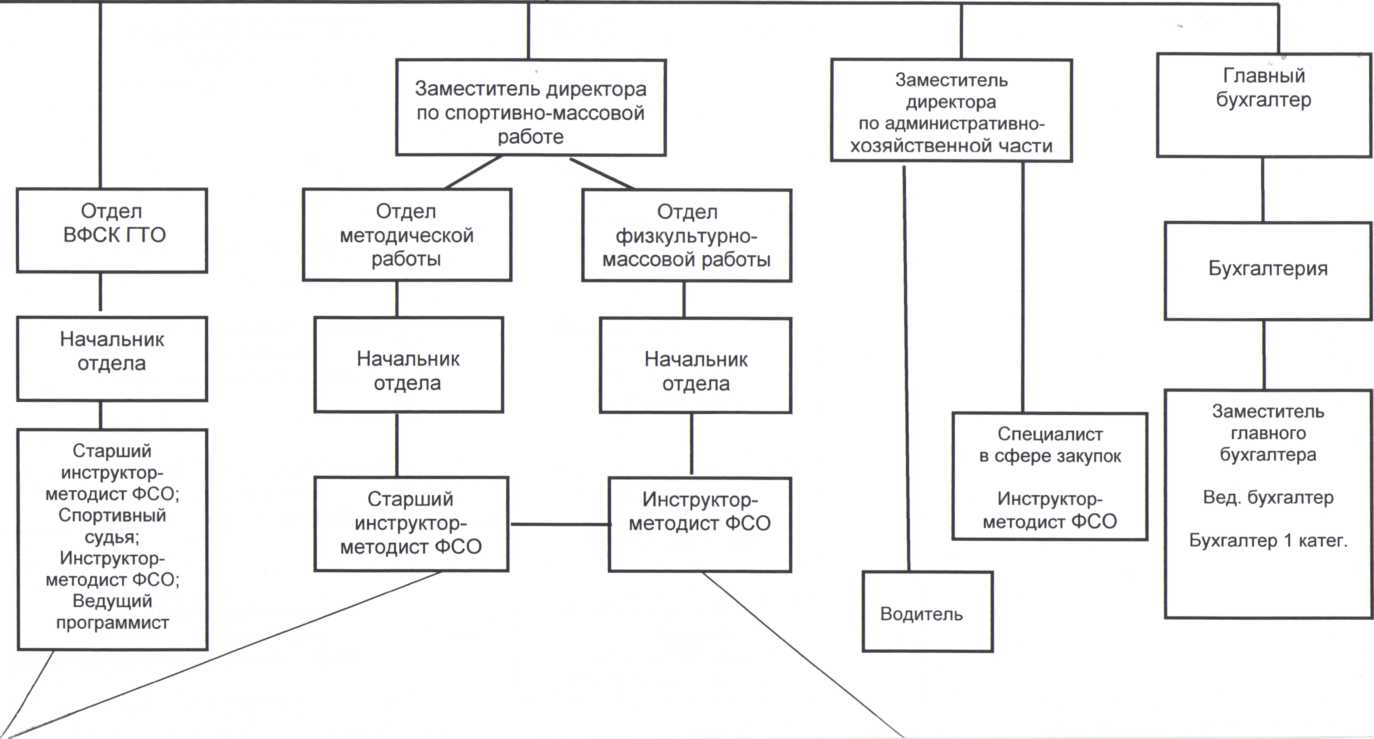 Заместитель директора
по спортивно-массовой
работе
Заместитель
директора
по административно-
хозяйственной части
Главный
бухгалтер
Отдел
ВФСК ГТО
Отдел
методической
работы
Отдел
физкультурно-
массовой работы
Бухгалтерия
Начальник
отдела
Начальник
отдела
Начальник
отдела
Старший
инструктор-
методист ФСО;
Спортивный
судья;
Инструктор-
методист ФСО;
Ведущий
программист
Старший
инструктор-
методист ФСО
Инструктор-
методист ФСО
Специалист
в сфере закупок
Инструктор-
методист ФСО
Заместитель
главного
бухгалтера
Вед. бухгалтер
Бухгалтер 1 катег.
Водитель